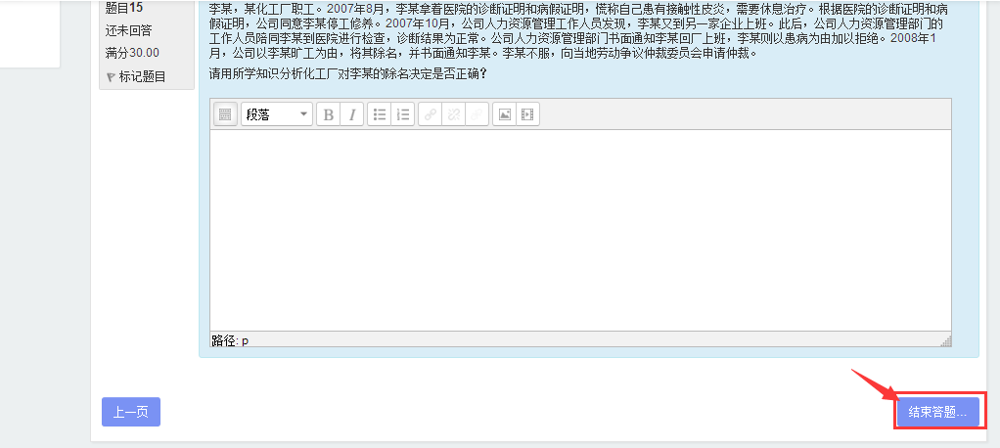 题目15
还未回答
满分30.00
标记题目
李某，某化工厂职工。2007年8月，李某拿着医院的诊断证明和病假证明，慌称自己患有接触性皮炎，需要休息治疗。根据医院的诊断证明和病
假证明，公司同意李某停工修养。2007年10月，公司人力资源管理工作人员发现，李某又到另一家企业上班。此后，公司人力资源管理部门的
工作人员陪同李某到医院进行检查，诊断结果为正常。公司人力资源管理部门书面通知李某回厂上班，李某则以患病为由加以拒绝。2008年1
月，公司以李某旷工为由，将其除名，并书面通知李某。李某不服，向当地劳动争议仲裁委员会申请仲裁。
请用所学知识分析化工厂对李某的除名决定是否正确？
段落
B I
路径: p
上一页
结束答题...